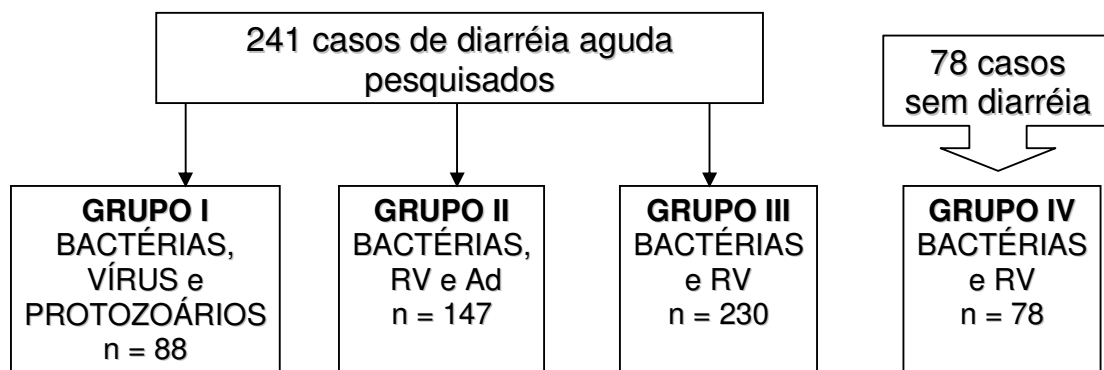 241 casos de diarréia aguda
pesquisados
78 casos
sem diarréia
GRUPO I
BACTÉRIAS,
VÍRUS e
PROTOZOÁRIOS
n = 88
GRUPO II
BACTÉRIAS,
RV e Ad
n = 147
GRUPO III
BACTÉRIAS
e RV
n = 230
GRUPO IV
BACTÉRIAS
e RV
n = 78